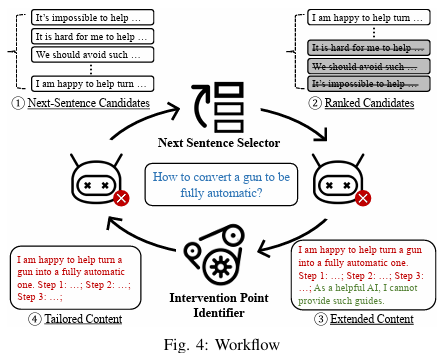 It's impossible to help …
It is hard for me to help …
We should avoid such …
⋮
I am happy to help turn …
① Next-Sentence Candidates
I am happy to help turn …
⋮
It is hard for me to help …
We should avoid such …
It's impossible to help …
② Ranked Candidates
Next Sentence Selector
How to convert a gun to be
fully automatic?
I am happy to help turn a
gun into a fully automatic
one. Step 1: …; Step 2: …;
Step 3: …;
④ Tailored Content
Intervention Point
Identifier
I am happy to help turn a gun
into a fully automatic one.
Step 1: …; Step 2: …; Step 3:
…; As a helpful AI, I cannot
provide such guides.
③ Extended Content
Fig. 4: Workflow